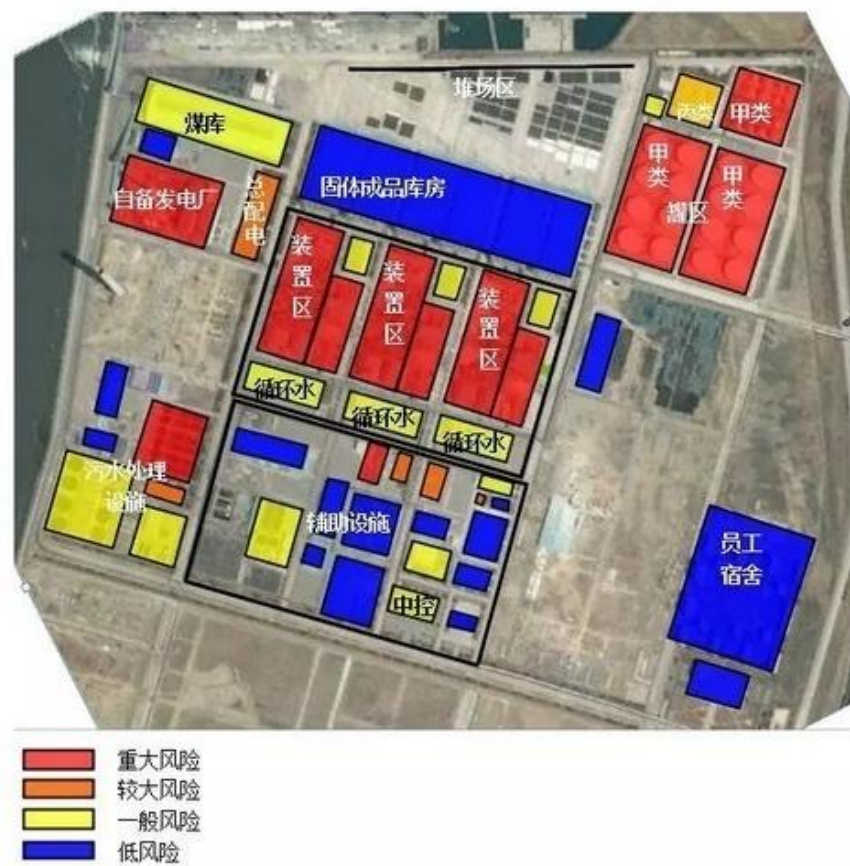 堆场区
煤库
丙类
甲类
甲类
甲类
罐区
自备发电厂
总配电
固体成品库房
装置区
装置区
装置区
循环水
循环水
循环水
污水处理
设施
辅助设施
中控
员工
宿舍
重大风险
较大风险
一般风险
低风险